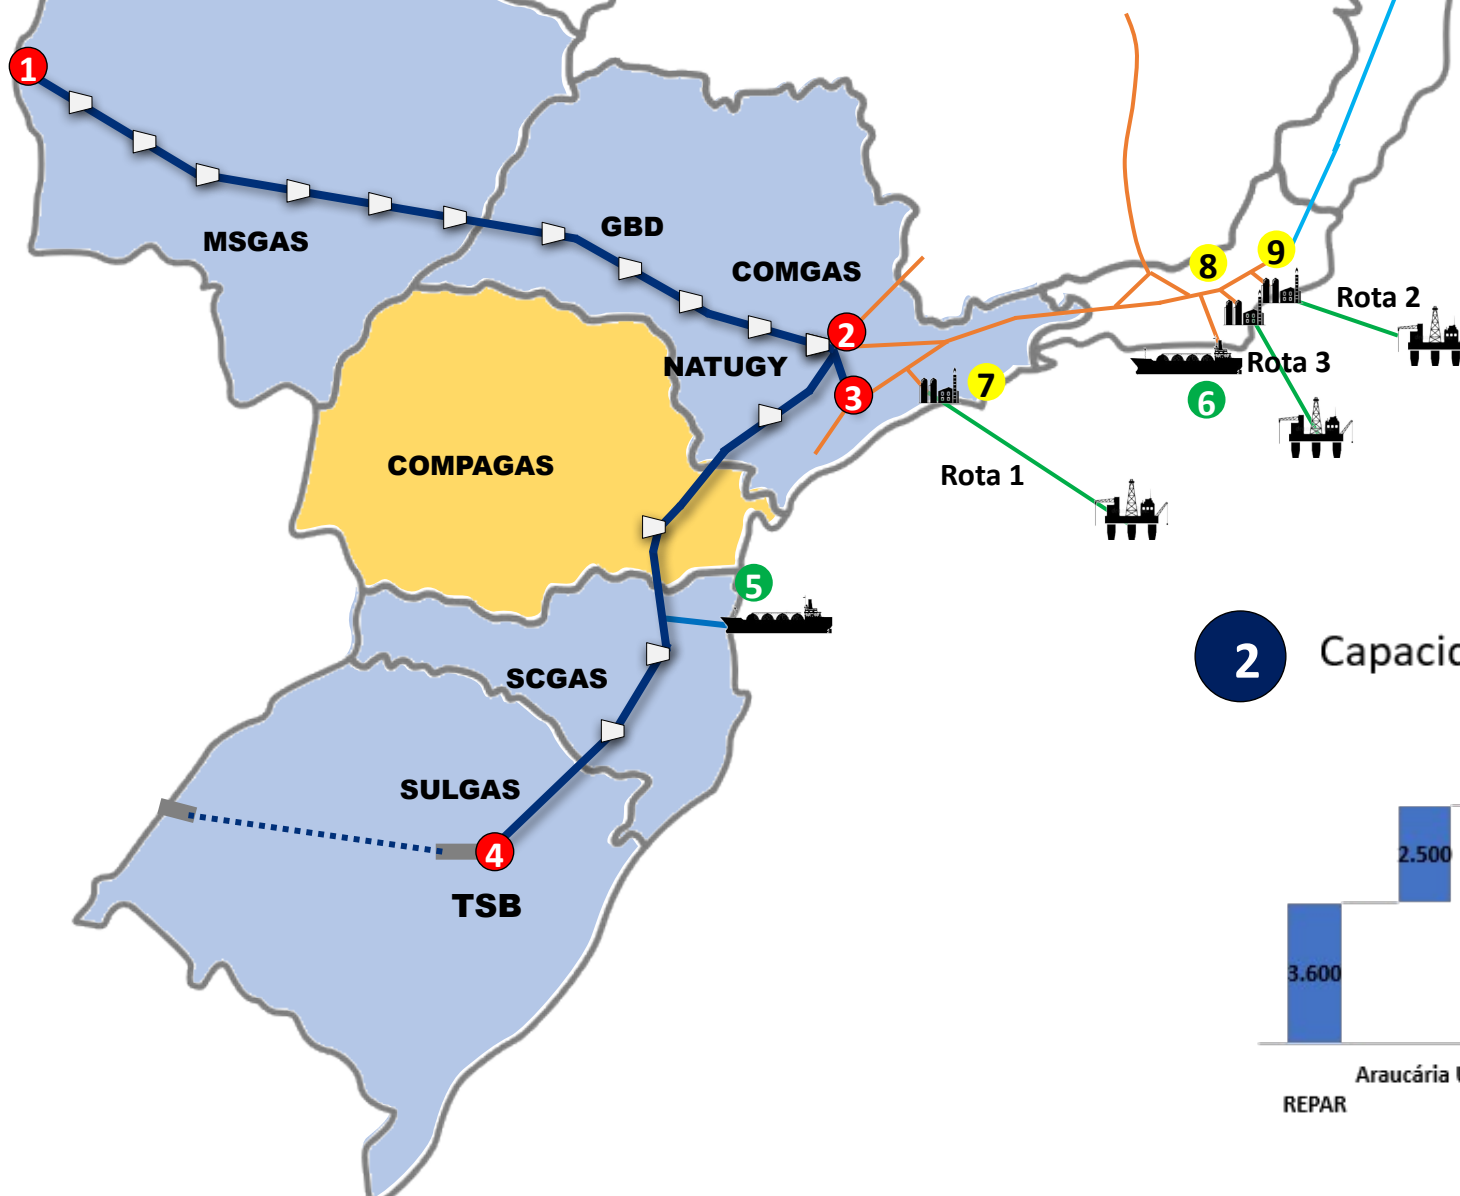 1
MSGAS
GBD
COMGAS
2
NATUGY
3
7
8
9
Rota 2
Rota 3
6
COMPAGAS
Rota 1
5
SCGAS
2
SULGAS
4
TSB
2.500
3.600
Araucária
REPAR